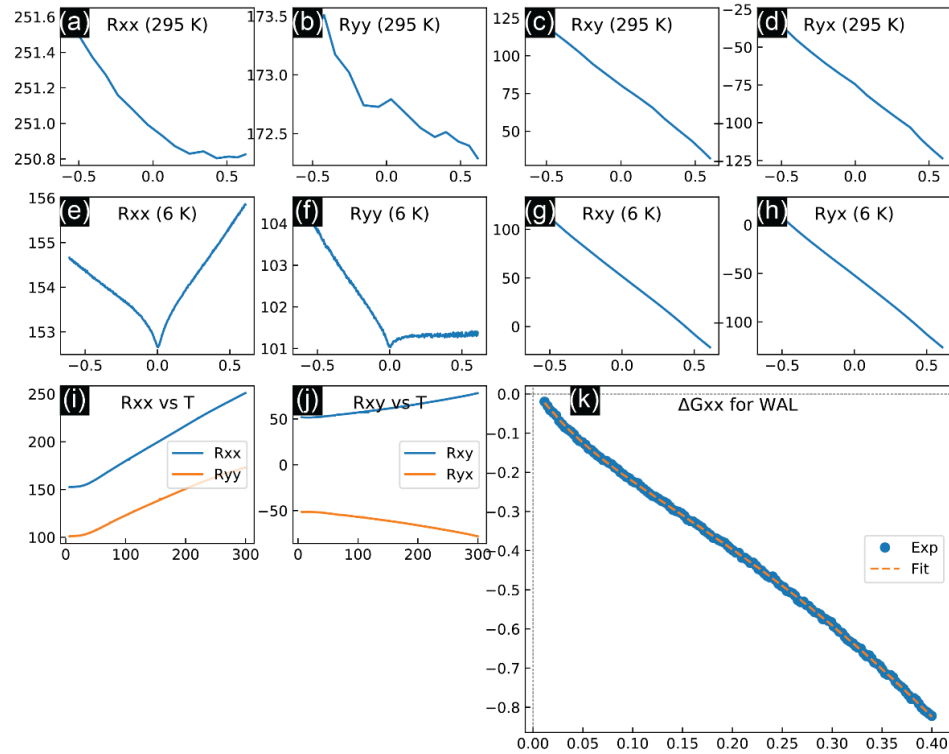 (a) Rxx (295 K)
251.6
251.4
251.2
251.0
250.8
−0.5 0.0 0.5
(b) Ryy (295 K)
173.5
173.0
172.5
−0.5 0.0 0.5
(c) Rxy (295 K)
125
100
75
50
−0.5 0.0 0.5
(d) Ryx (295 K)
−25
−50
−75
−100
−125
−0.5 0.0 0.5
(e) Rxx (6 K)
156
155
154
153
−0.5 0.0 0.5
(f) Ryy (6 K)
104
103
102
101
−0.5 0.0 0.5
(g) Rxy (6 K)
100
50
0
−0.5 0.0 0.5
(h) Ryx (6 K)
0
−50
−100
−0.5 0.0 0.5
(i) Rxx vs T
250
200
150
100
Rxx
Ryy
0 100 200 300
(j) Rxy vs T
50
0
−50
Rxy
Ryx
0 100 200 300
(k) ΔGxx for WAL
−0.0
−0.1
−0.2
−0.3
−0.4
−0.5
−0.6
−0.7
−0.8
Exp
Fit
0.00 0.05 0.10 0.15 0.20 0.25 0.30 0.35 0.40